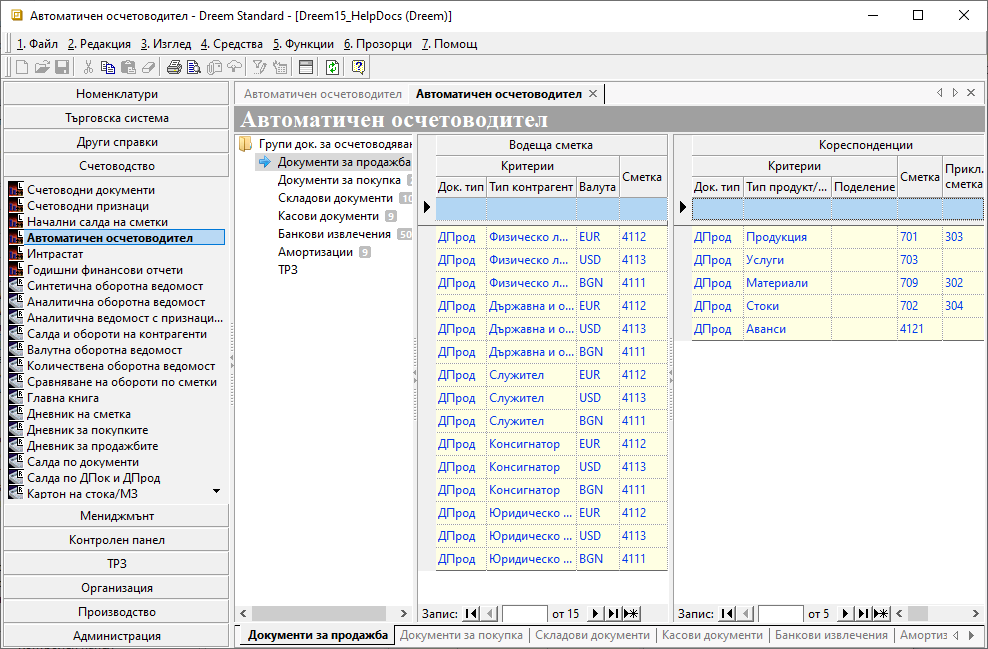 Автоматичен осчетоводител - Dreem Standard - [Dreem15_HelpDocs (Dreem)]
1. Файл 2. Редакция 3. Изглед 4. Средства 5. Функции 6. Прозорци 7. Помощ
Номенклатури
Търговска система
Други справки
Счетоводство
Счетоводни документи
Счетоводни признаци
Начални салда на сметки
Автоматичен осчетоводител
Интрастат
Годишни финансови отчети
Синтетична оборотна ведомост
Аналитична оборотна ведомост
Аналитична ведомост с признаци...
Салда и обороти на контрагенти
Валутна оборотна ведомост
Количествена оборотна ведомост
Сравняване на обороти по сметки
Главна книга
Дневник на сметка
Дневник за покупките
Дневник за продажбите
Салда по документи
Салда по ДПок и ДПрод
Картон на стока/МЗ
Мениджмънт
Контролен панел
ТРЗ
Организация
Производство
Администрация
Автоматичен осчетоводител Автоматичен осчетоводител
Автоматичен осчетоводител
Групи док. за осчетоводяван
Документи за продажба
Документи за покупка
Складови документи 10
Касови документи 9
Банкови извлечения 50
Амортизации 9
ТРЗ
Водеща сметка
Критерии Сметка
Док. тип Тип контрагент Валута
ДПрод Физическо л... EUR 4112
ДПрод Физическо л... USD 4113
ДПрод Физическо л... BGN 4111
ДПрод Държавна и о... EUR 4112
ДПрод Държавна и о... USD 4113
ДПрод Държавна и о... BGN 4111
ДПрод Служител EUR 4112
ДПрод Служител USD 4113
ДПрод Служител BGN 4111
ДПрод Консигнатор EUR 4112
ДПрод Консигнатор USD 4113
ДПрод Консигнатор BGN 4111
ДПрод Юридическо ... EUR 4112
ДПрод Юридическо ... USD 4113
ДПрод Юридическо ... BGN 4111
Запис: от 15
Кореспонденции
Критерии Сметка Прикл. сметка
Док. тип Тип продукт/... Поделение
ДПрод Продукция 701 303
ДПрод Услуги 703
ДПрод Материали 709 302
ДПрод Стоки 702 304
ДПрод Аванси 4121
Запис: от 5
Документи за продажба Документи за покупка Складови документи Касови документи Банкови извлечения Амортиз